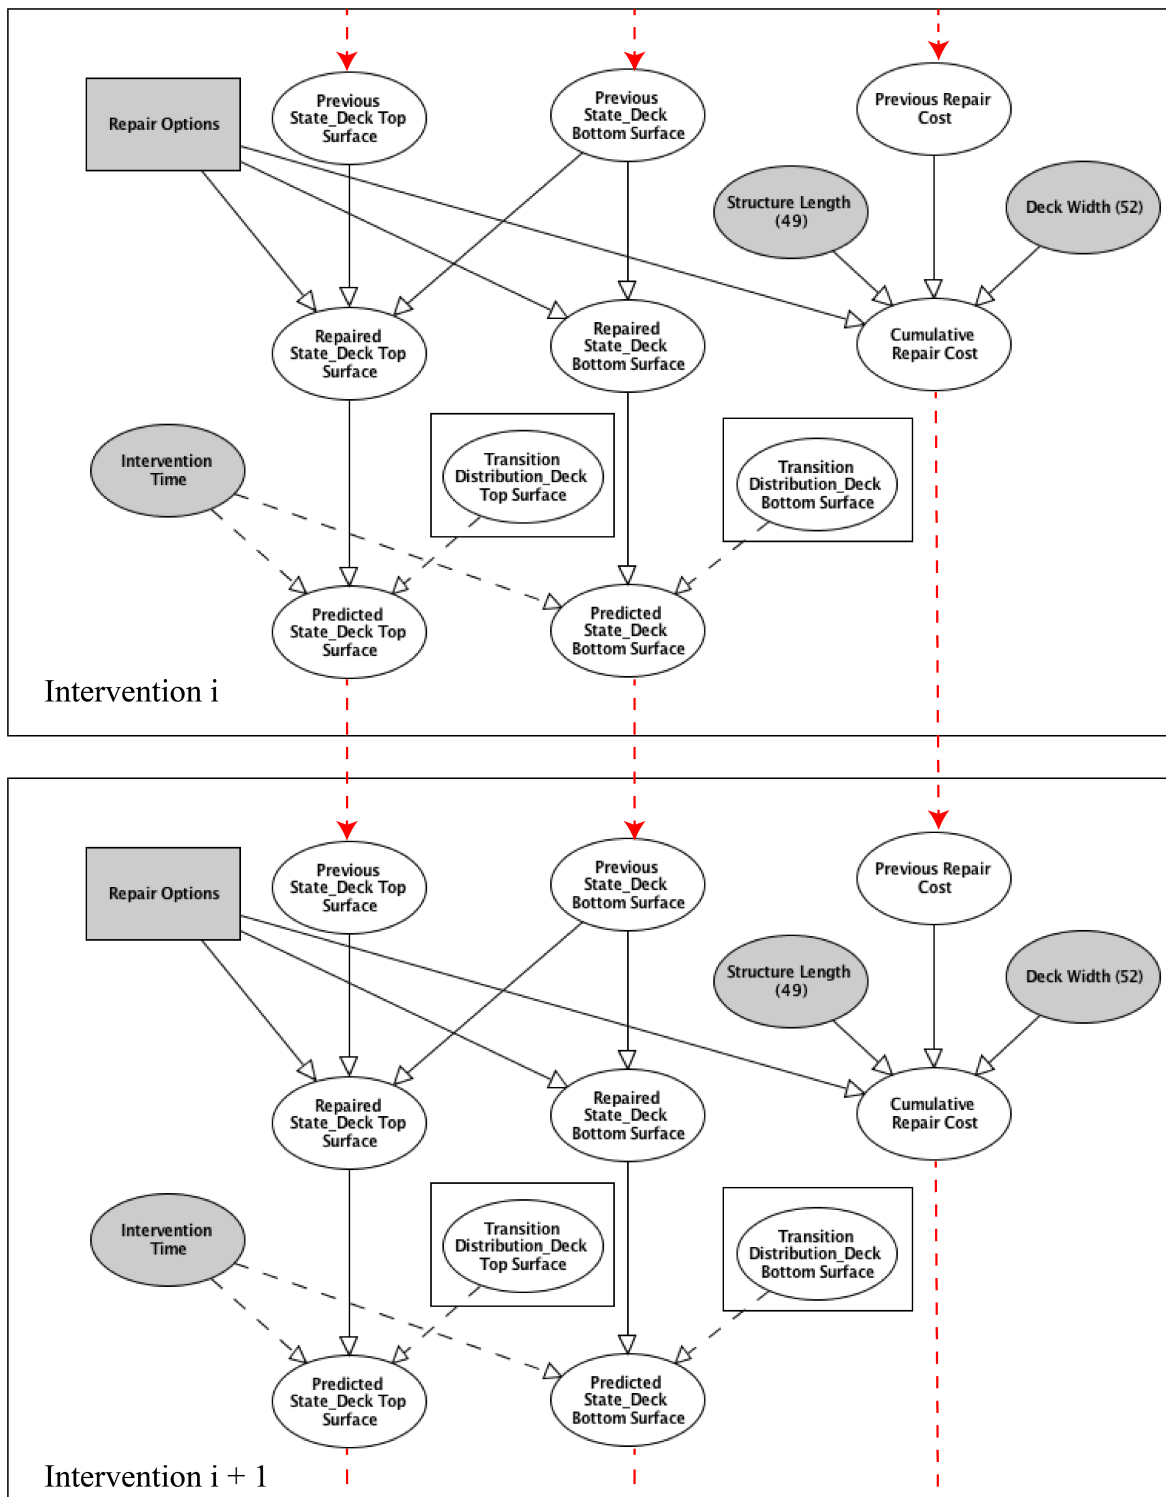 Repair Options
Previous
State_Deck Top
Surface
Previous
State_Deck
Bottom Surface
Previous Repair
Cost
Structure Length
(49)
Deck Width (52)
Repaired
State_Deck Top
Surface
Repaired
State_Deck
Bottom Surface
Cumulative
Repair Cost
Intervention
Time
Transition
Distribution_Deck
Top Surface
Transition
Distribution_Deck
Bottom Surface
Predicted
State_Deck Top
Surface
Predicted
State_Deck
Bottom Surface
Intervention i
Repair Options
Previous
State_Deck Top
Surface
Previous
State_Deck
Bottom Surface
Previous Repair
Cost
Structure Length
(49)
Deck Width (52)
Repaired
State_Deck Top
Surface
Repaired
State_Deck
Bottom Surface
Cumulative
Repair Cost
Intervention
Time
Transition
Distribution_Deck
Top Surface
Transition
Distribution_Deck
Bottom Surface
Predicted
State_Deck Top
Surface
Predicted
State_Deck
Bottom Surface
Intervention i + 1